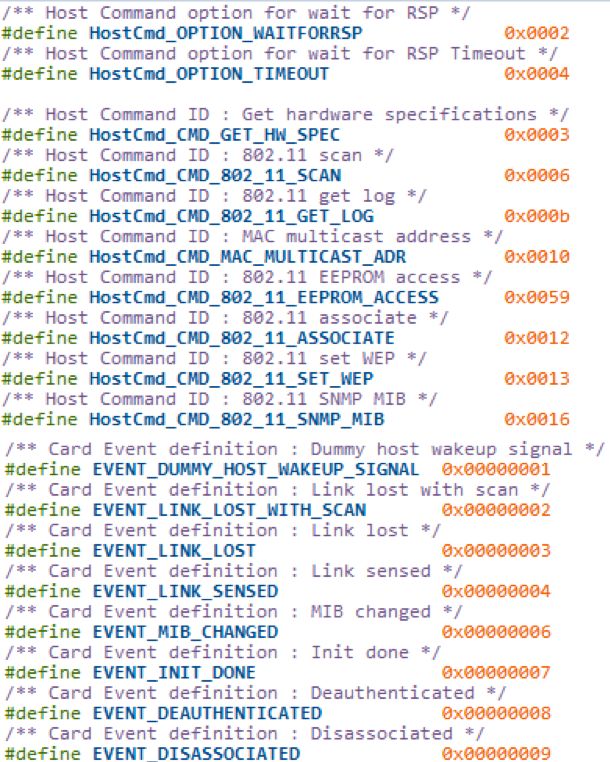 /** Host Command option for wait for RSP */
#define HostCmd_OPTION_WAITFORRSP 0x0002
/** Host Command option for wait for RSP Timeout */
#define HostCmd_OPTION_TIMEOUT 0x0004
/** Host Command ID : Get hardware specifications */
#define HostCmd_CMD_GET_HW_SPEC 0x0003
/** Host Command ID : 802.11 scan */
#define HostCmd_CMD_802_11_SCAN 0x0006
/** Host Command ID : 802.11 get log */
#define HostCmd_CMD_802_11_GET_LOG 0x000b
/** Host Command ID : MAC multicast address */
#define HostCmd_CMD_MAC_MULTICAST_ADR 0x0010
/** Host Command ID : 802.11 EEPROM access */
#define HostCmd_CMD_802_11_EEPROM_ACCESS 0x0059
/** Host Command ID : 802.11 associate */
#define HostCmd_CMD_802_11_ASSOCIATE 0x0012
/** Host Command ID : 802.11 set WEP */
#define HostCmd_CMD_802_11_SET_WEP 0x0013
/** Host Command ID : 802.11 SNMP MIB */
#define HostCmd_CMD_802_11_SNMP_MIB 0x0016
/** Card Event definition : Dummy host wakeup signal */
#define EVENT_DUMMY_HOST_WAKEUP_SIGNAL 0x00000001
/** Card Event definition : Link lost with scan */
#define EVENT_LINK_LOST_WITH_SCAN 0x00000002
/** Card Event definition : Link lost */
#define EVENT_LINK_LOST 0x00000003
/** Card Event definition : Link sensed */
#define EVENT_LINK_SENSED 0x00000004
/** Card Event definition : MIB changed */
#define EVENT_MIB_CHANGED 0x00000006
/** Card Event definition : Init done */
#define EVENT_INIT_DONE 0x00000007
/** Card Event definition : Deauthenticated */
#define EVENT_DEAUTHENTICATED 0x00000008
/** Card Event definition : Disassociated */
#define EVENT_DISASSOCIATED 0x00000009